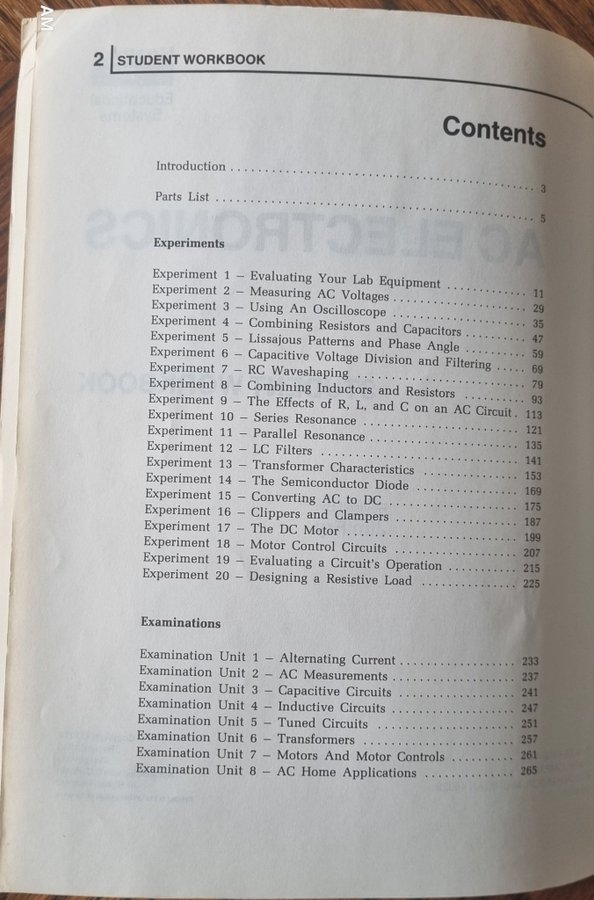 AM
2 STUDENT WORKBOOK
Contents
Introduction . . . . . . . . . . . . . . . . . . . . . . . . . . . . . . . . . . . . . . 3
Parts List . . . . . . . . . . . . . . . . . . . . . . . . . . . . . . . . . . . . . . . . 5
Experiments
Experiment 1 – Evaluating Your Lab Equipment . . . . . . . . . . . . 11
Experiment 2 – Measuring AC Voltages . . . . . . . . . . . . . . . . . . . 29
Experiment 3 – Using An Oscilloscope . . . . . . . . . . . . . . . . . . . 35
Experiment 4 – Combining Resistors and Capacitors . . . . . . . . . 47
Experiment 5 – Lissajous Patterns and Phase Angle . . . . . . . . . 59
Experiment 6 – Capacitive Voltage Division and Filtering . . . . . 69
Experiment 7 – RC Waveshaping . . . . . . . . . . . . . . . . . . . . . . . 79
Experiment 8 – Combining Inductors and Resistors . . . . . . . . . . 93
Experiment 9 – The Effects of R, L, and C on an AC Circuit . 113
Experiment 10 – Series Resonance . . . . . . . . . . . . . . . . . . . . . . 121
Experiment 11 – Parallel Resonance . . . . . . . . . . . . . . . . . . . . . 135
Experiment 12 – LC Filters . . . . . . . . . . . . . . . . . . . . . . . . . . . 141
Experiment 13 – Transformer Characteristics . . . . . . . . . . . . . . 153
Experiment 14 – The Semiconductor Diode . . . . . . . . . . . . . . . 169
Experiment 15 – Converting AC to DC . . . . . . . . . . . . . . . . . . . 175
Experiment 16 – Clippers and Clampers . . . . . . . . . . . . . . . . . . 187
Experiment 17 – The DC Motor . . . . . . . . . . . . . . . . . . . . . . . . 199
Experiment 18 – Motor Control Circuits . . . . . . . . . . . . . . . . . . 207
Experiment 19 – Evaluating a Circuit's Operation . . . . . . . . . . . 215
Experiment 20 – Designing a Resistive Load . . . . . . . . . . . . . . 225
Examinations
Examination Unit 1 – Alternating Current . . . . . . . . . . . . . . . . . 233
Examination Unit 2 – AC Measurements . . . . . . . . . . . . . . . . . . 237
Examination Unit 3 – Capacitive Circuits . . . . . . . . . . . . . . . . . 241
Examination Unit 4 – Inductive Circuits . . . . . . . . . . . . . . . . . . 247
Examination Unit 5 – Tuned Circuits . . . . . . . . . . . . . . . . . . . . 251
Examination Unit 6 – Transformers . . . . . . . . . . . . . . . . . . . . . . 257
Examination Unit 7 – Motors And Motor Controls . . . . . . . . . . 261
Examination Unit 8 – AC Home Applications . . . . . . . . . . . . . 265
AC ELECTRONICS
Educational
Systems